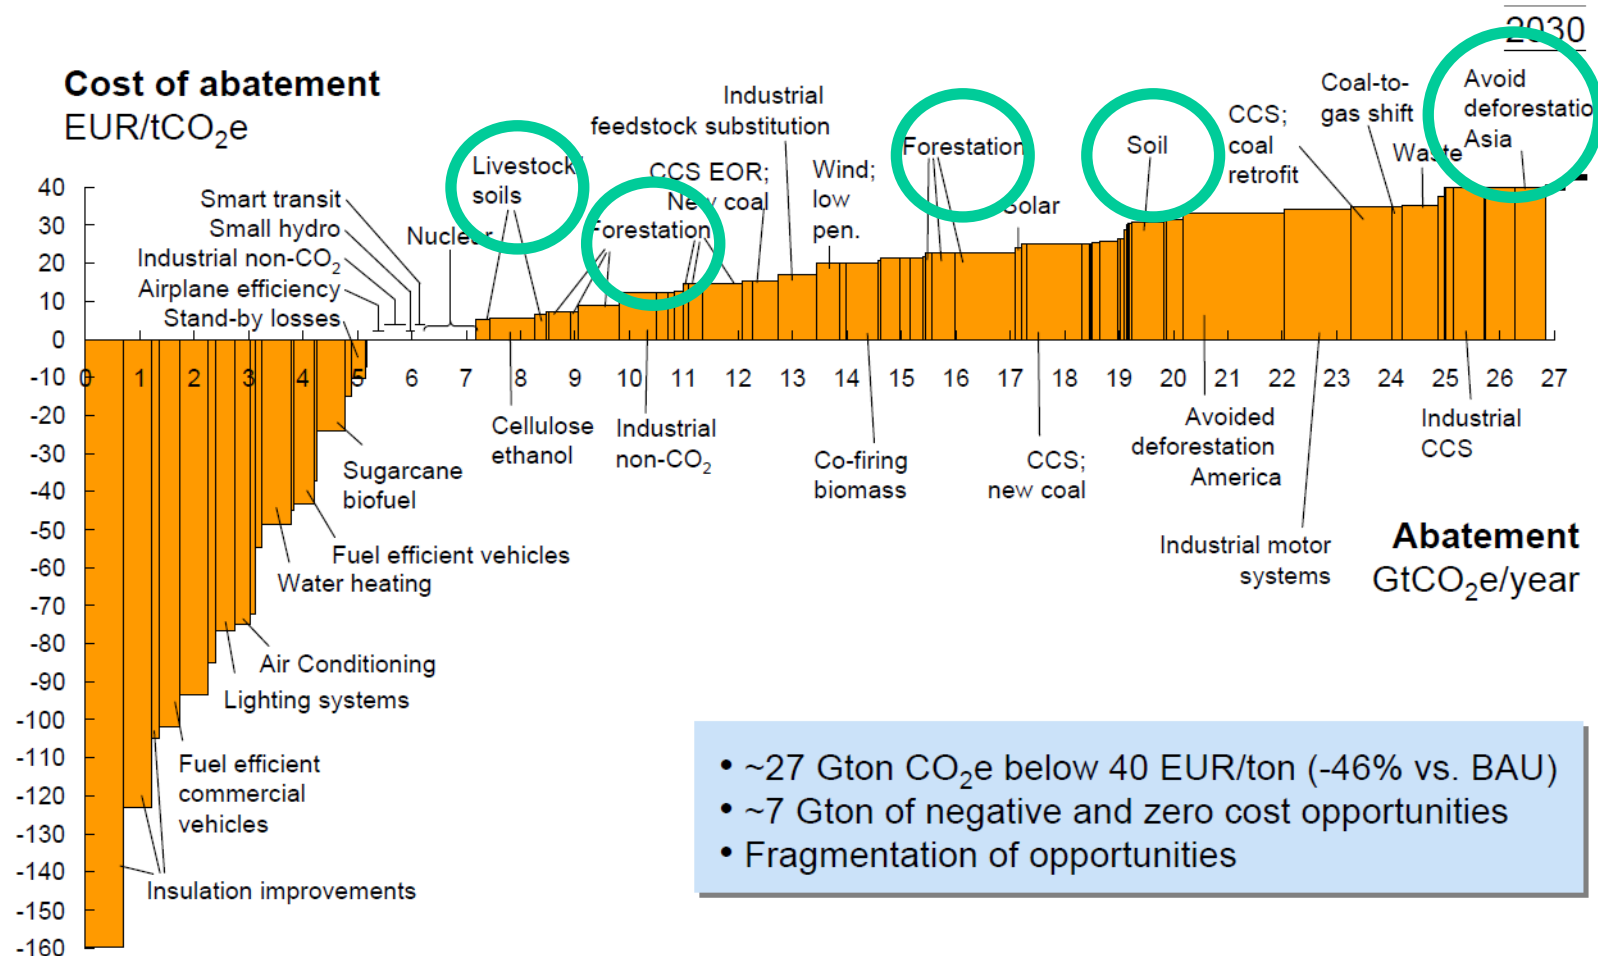 2030
Cost of abatement
EUR/tCO₂e
Industrial
feedstock substitution
Coal-to-
gas shift
Avoid
deforestatio
Asia
CCS;
coal
retrofit
Waste
Livestock/
soils
CCS EOR;
New coal
Wind;
low
pen.
Forestation
Soil
Smart transit
Small hydro
Industrial non-CO₂
Airplane efficiency
Stand-by losses
Nuclear
Forestation
Solar
40
30
20
10
0
-10
-20
-30
-40
-50
-60
-70
-80
-90
-100
-110
-120
-130
-140
-150
-160
0 1 2 3 4 5 6 7 8 9 10 11 12 13 14 15 16 17 18 19 20 21 22 23 24 25 26 27
Cellulose
ethanol
Industrial
non-CO₂
Co-firing
biomass
CCS;
new coal
Avoided
deforestation
America
Industrial
CCS
Industrial motor
systems
Abatement
GtCO₂e/year
Sugarcane
biofuel
Fuel efficient vehicles
Water heating
Air Conditioning
Lighting systems
Fuel efficient
commercial
vehicles
Insulation improvements
• ~27 Gton CO₂e below 40 EUR/ton (-46% vs. BAU)
• ~7 Gton of negative and zero cost opportunities
• Fragmentation of opportunities